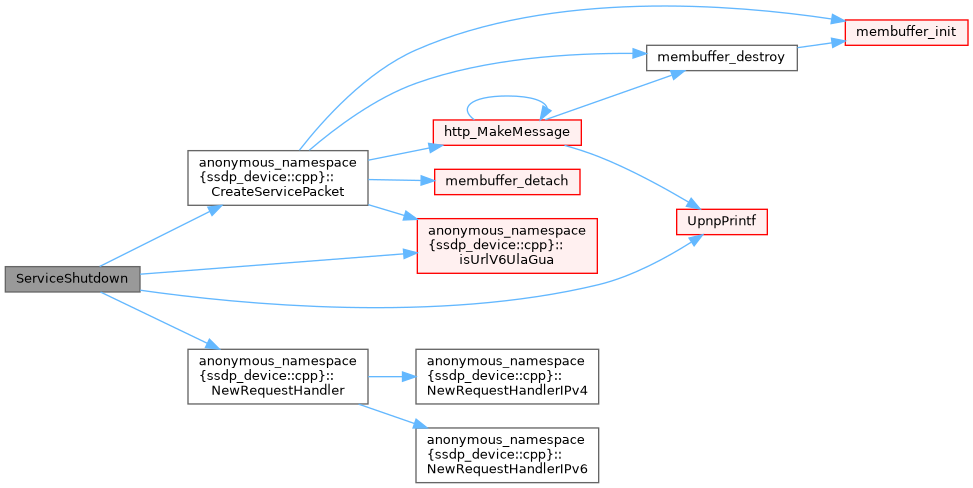 ServiceShutdown
anonymous_namespace
{ssdp_device::cpp}::
CreateServicePacket
http_MakeMessage
membuffer_destroy
membuffer_init
membuffer_detach
anonymous_namespace
{ssdp_device::cpp}::
isUrlV6UlaGua
UpnpPrintf
anonymous_namespace
{ssdp_device::cpp}::
NewRequestHandler
anonymous_namespace
{ssdp_device::cpp}::
NewRequestHandlerIPv4
anonymous_namespace
{ssdp_device::cpp}::
NewRequestHandlerIPv6